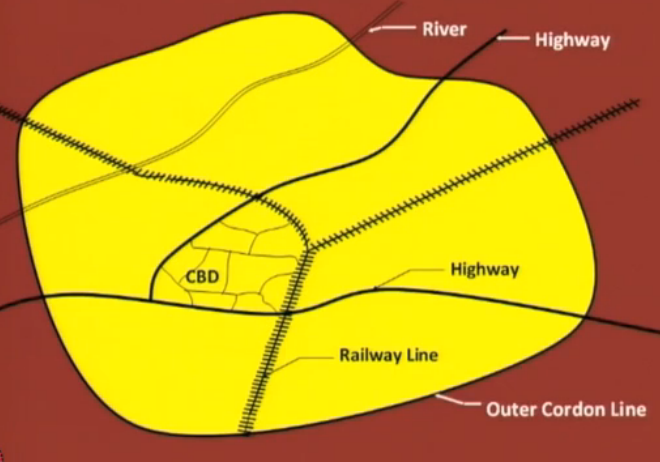 River
Highway
CBD
Highway
Railway Line
Outer Cordon Line